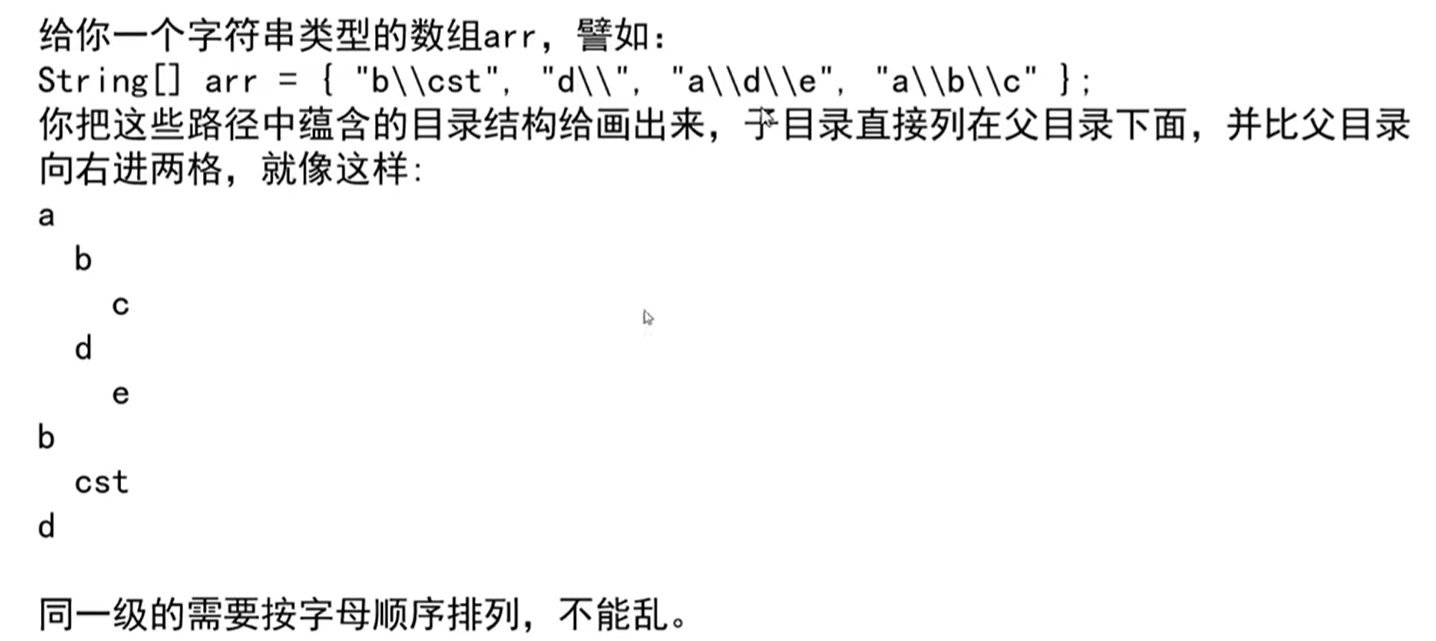 给你一个字符串类型的数组arr，譬如：
String[] arr = { "b\\cst", "d\\", "a\\d\\e", "a\\b\\c" };
你把这些路径中蕴含的目录结构给画出来，子目录直接列在父目录下面，并比父目录
向右进两格，就像这样:
a
  b
    c
  d
    e
b
  cst
d
同一级的需要按字母顺序排列，不能乱。